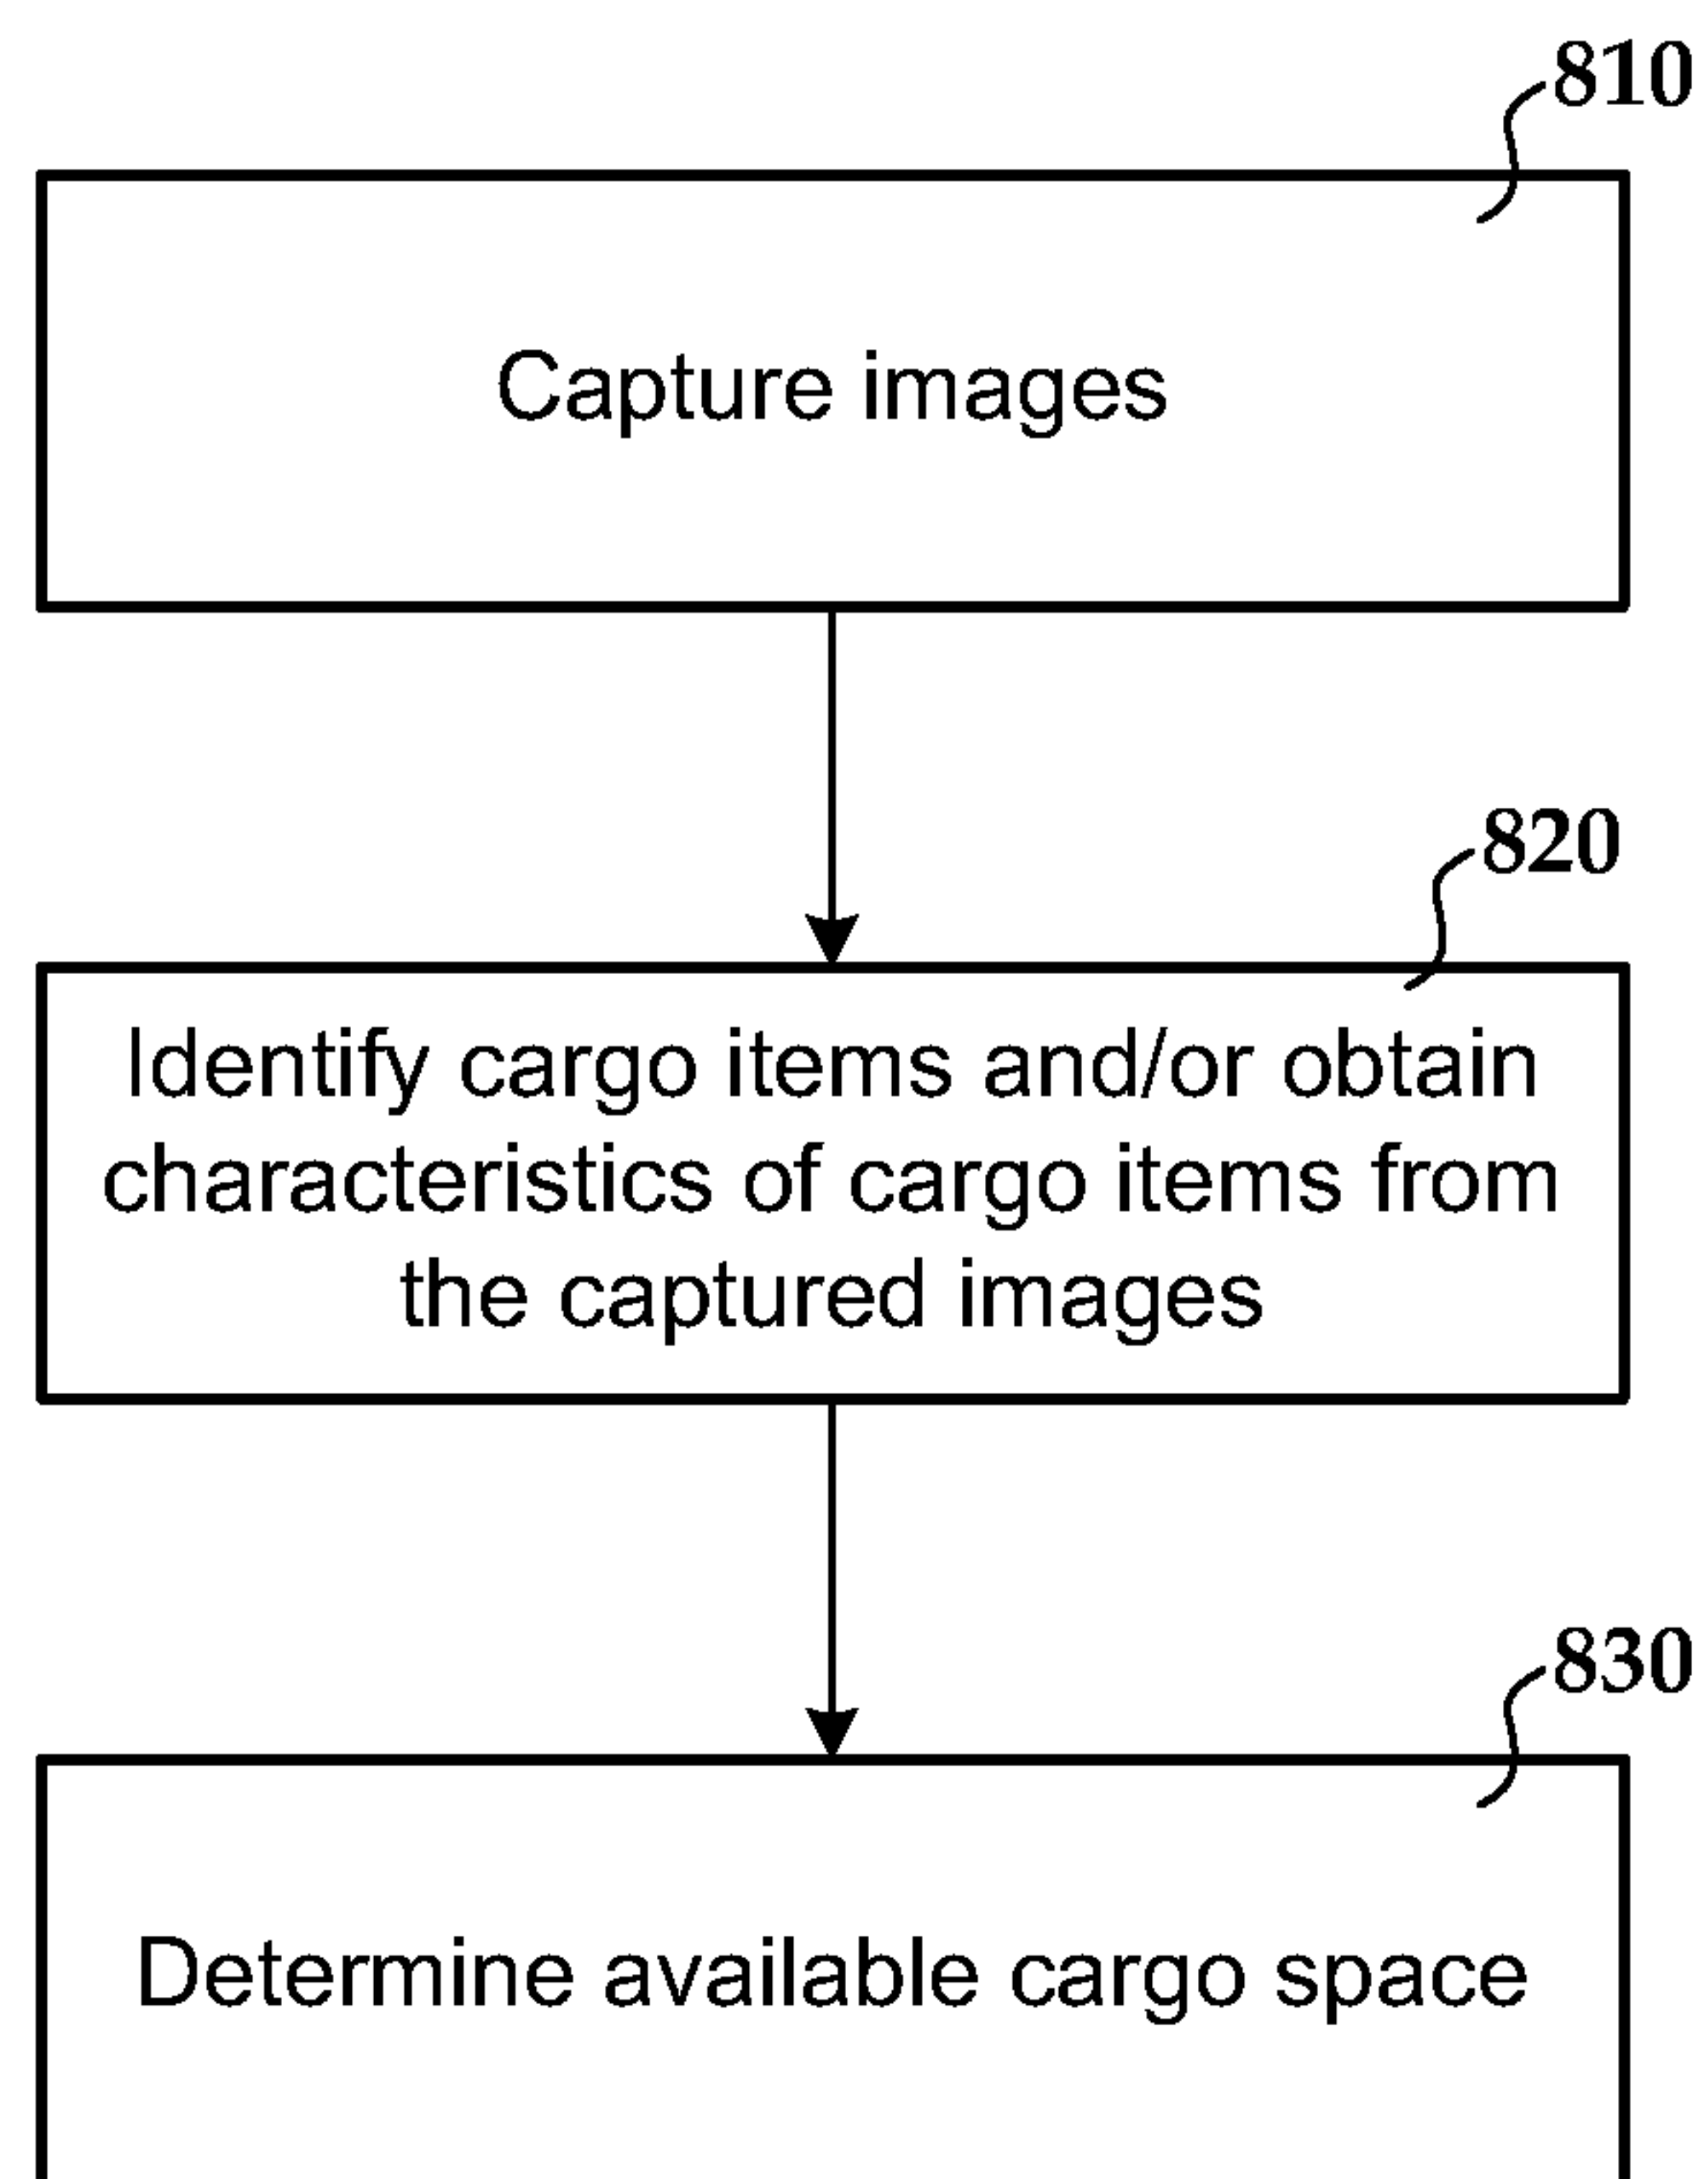 810
Capture images
820
Identify cargo items and/or obtain
characteristics of cargo items from
the captured images
830
Determine available cargo space